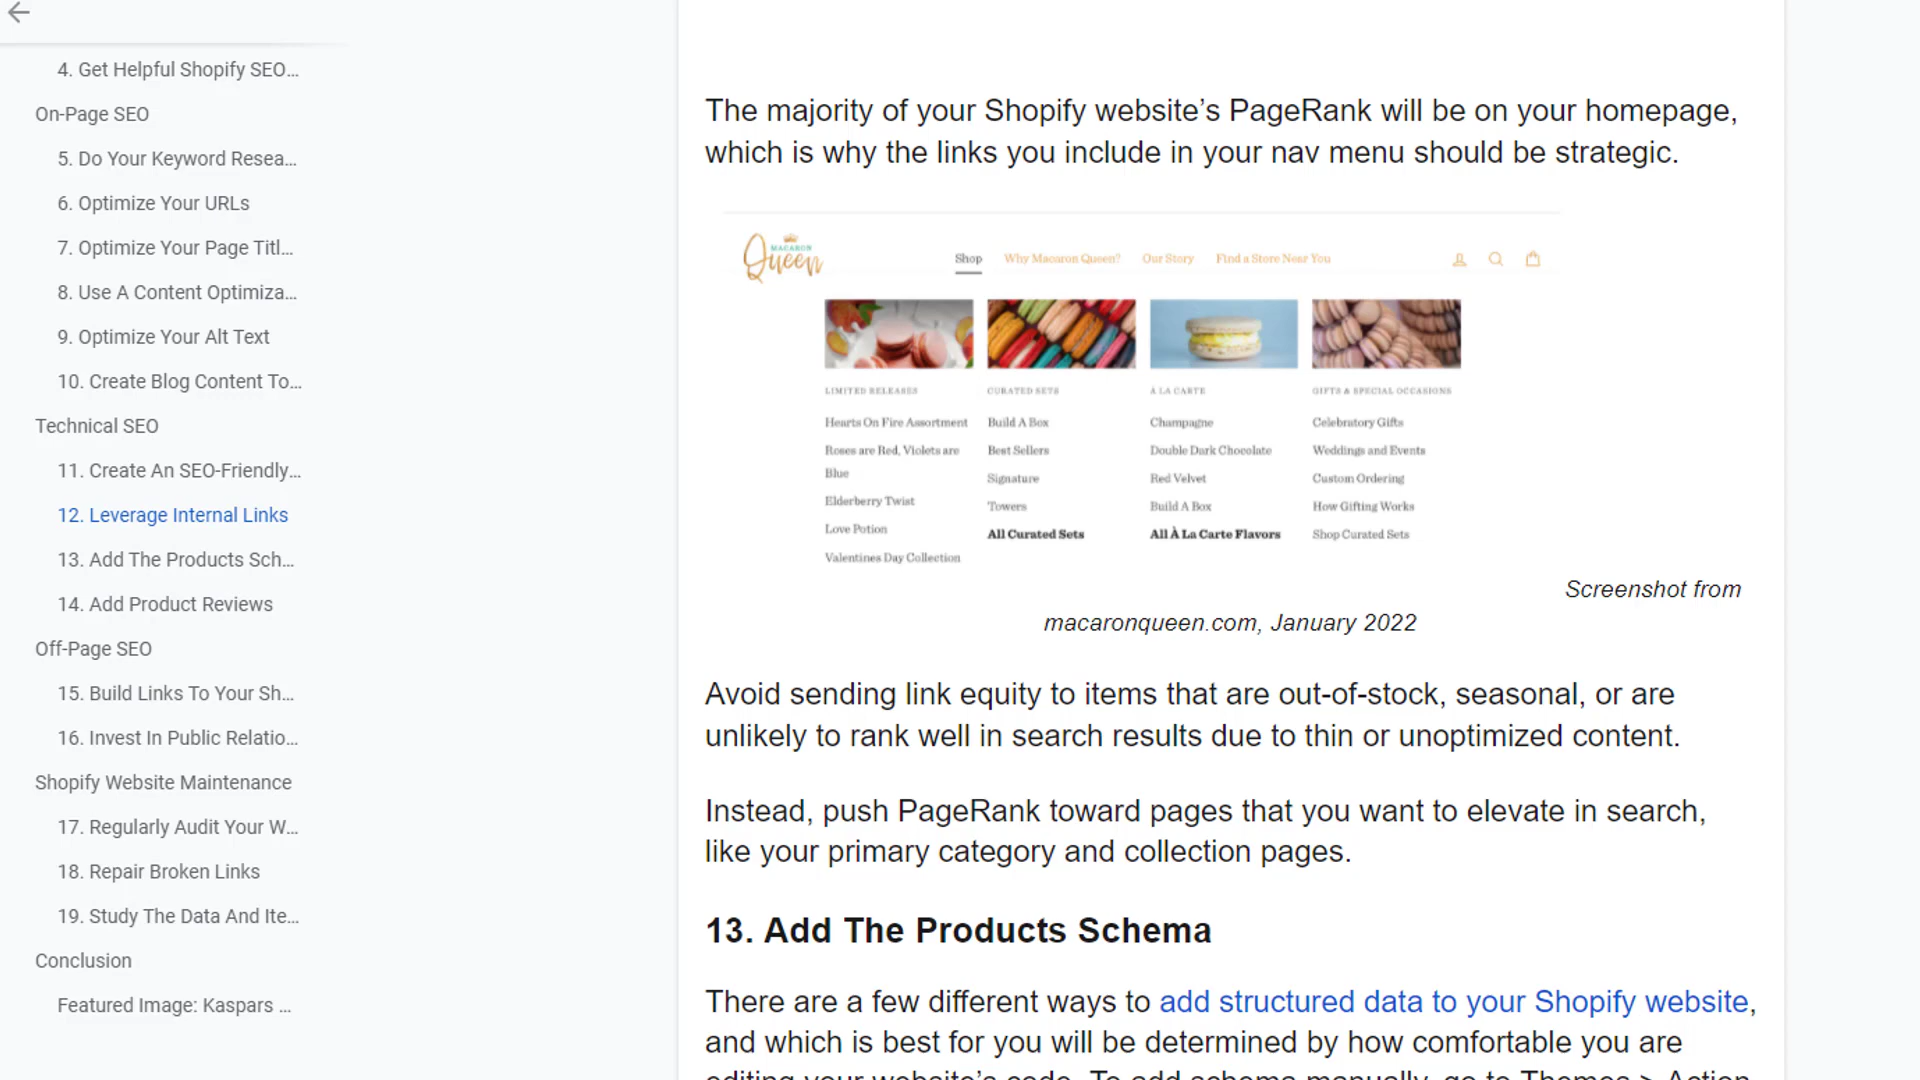 4. Get Helpful Shopify SEO...
On-Page SEO
5. Do Your Keyword Resea...
6. Optimize Your URLs
7. Optimize Your Page Titl...
8. Use A Content Optimiza...
9. Optimize Your Alt Text
10. Create Blog Content To...
Technical SEO
11. Create An SEO-Friendly...
12. Leverage Internal Links
13. Add The Products Sch...
14. Add Product Reviews
Off-Page SEO
15. Build Links To Your Sh...
16. Invest In Public Relatio...
Shopify Website Maintenance
17. Regularly Audit Your W...
18. Repair Broken Links
19. Study The Data And Ite...
Conclusion
Featured Image: Kaspars ...
The majority of your Shopify website’s PageRank will be on your homepage,
which is why the links you include in your nav menu should be strategic.
MACARON
Queen
Shop Why Macaron Queen? Our Story Find a Store Near You
LIMITED RELEASES
Hearts On Fire Assortment
Roses are Red, Violets are
Blue
Elderberry Twist
Love Potion
Valentines Day Collection
CURATED SETS
Build A Box
Best Sellers
Signature
Towers
All Curated Sets
À LA CARTE
Champagne
Double Dark Chocolate
Red Velvet
Build A Box
All À La Carte Flavors
GIFTS & SPECIAL OCCASIONS
Celebratory Gifts
Weddings and Events
Custom Ordering
How Gifting Works
Shop Curated Sets
Screenshot from
macaronqueen.com, January 2022
Avoid sending link equity to items that are out-of-stock, seasonal, or are
unlikely to rank well in search results due to thin or unoptimized content.
Instead, push PageRank toward pages that you want to elevate in search,
like your primary category and collection pages.
13. Add The Products Schema
There are a few different ways to add structured data to your Shopify website,
and which is best for you will be determined by how comfortable you are
editing your website’s code. To add schema manually, go to Themes > Action